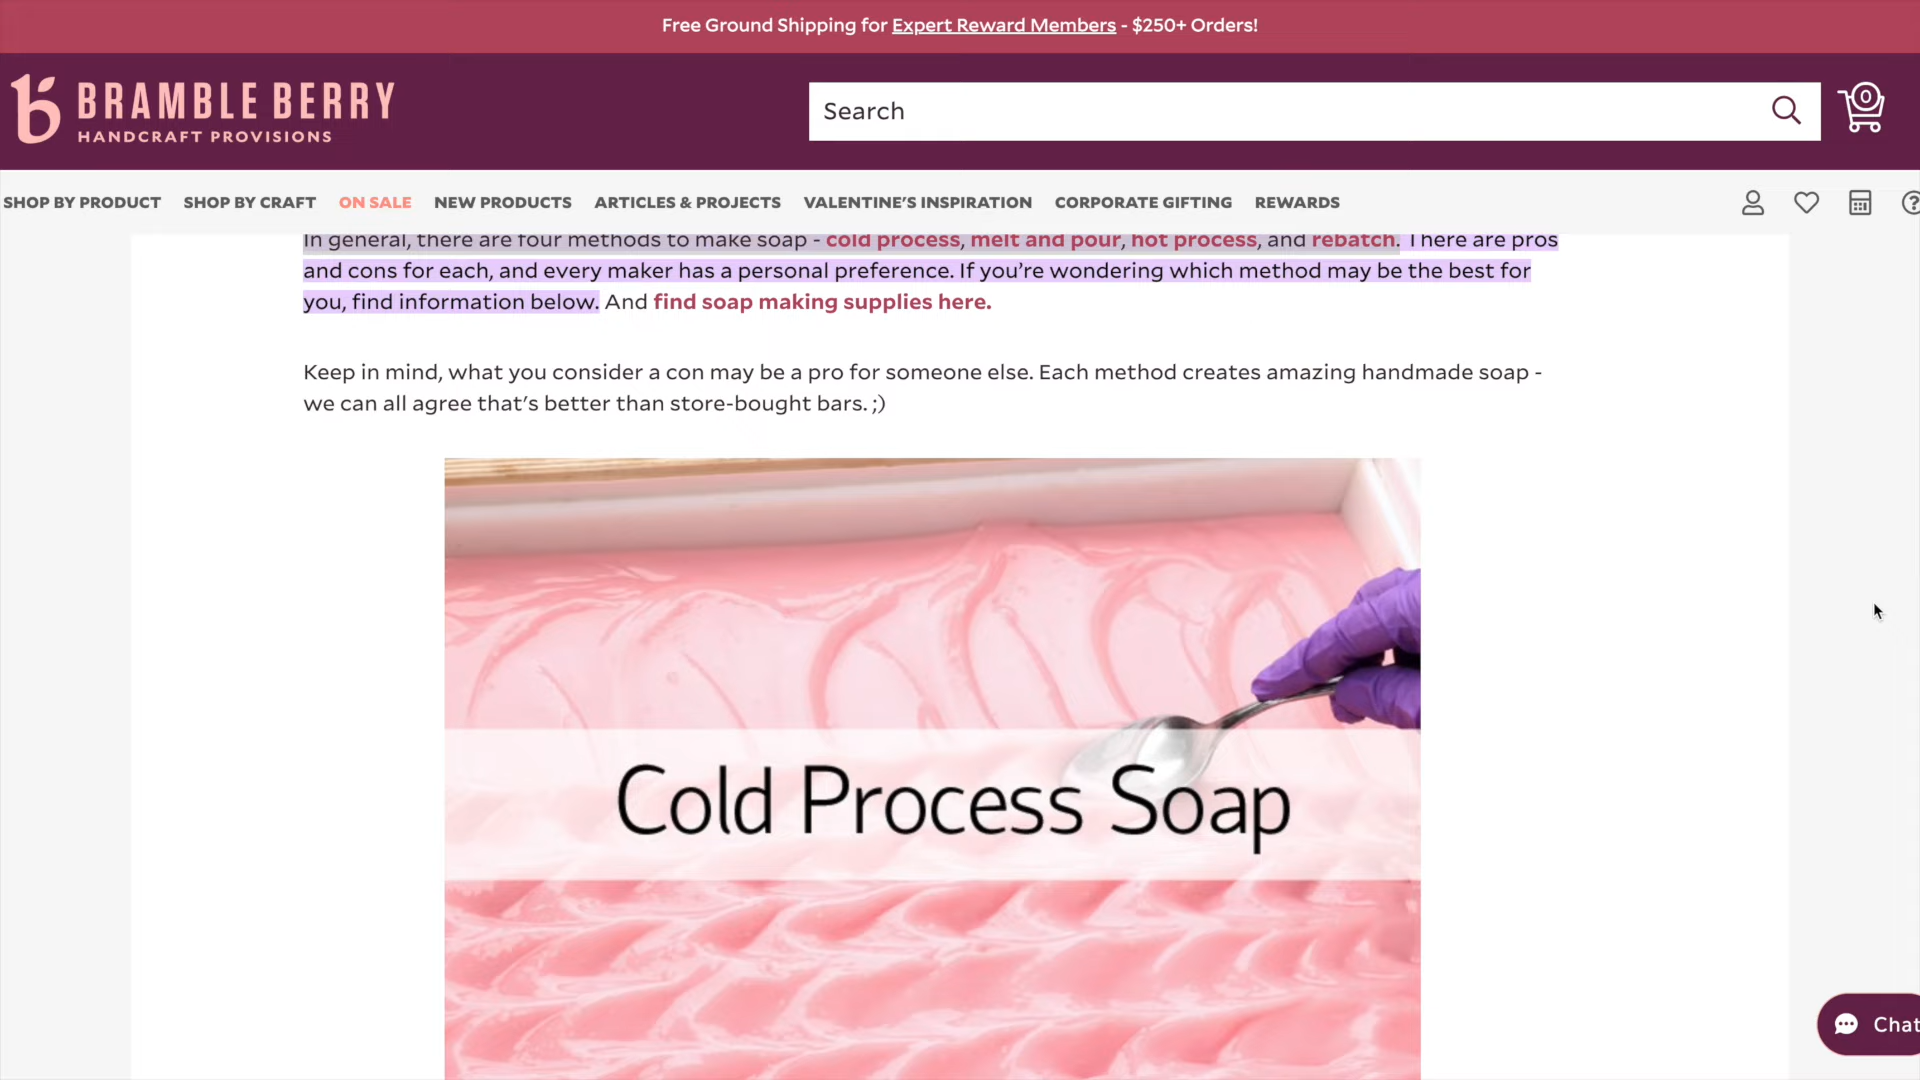 Free Ground Shipping for Expert Reward Members - $250+ Orders!
BRAMBLE BERRY
HANDCRAFT PROVISIONS
Search
0
SHOP BY PRODUCT SHOP BY CRAFT ON SALE NEW PRODUCTS ARTICLES & PROJECTS VALENTINE'S INSPIRATION CORPORATE GIFTING REWARDS
In general, there are four methods to make soap - cold process, melt and pour, hot process, and rebatch. There are pros
and cons for each, and every maker has a personal preference. If you’re wondering which method may be the best for
you, find information below. And find soap making supplies here.
Keep in mind, what you consider a con may be a pro for someone else. Each method creates amazing handmade soap -
we can all agree that's better than store-bought bars. ;)
Cold Process Soap
Chat